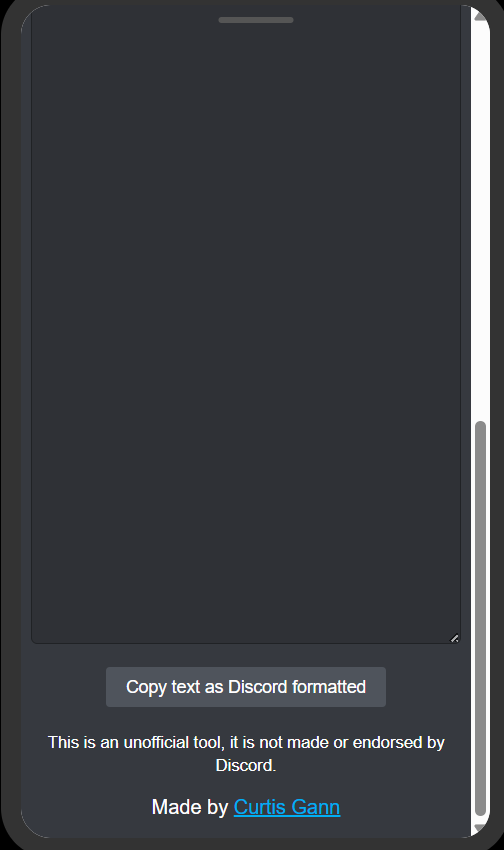 Copy text as Discord formatted
This is an unofficial tool, it is not made or endorsed by
Discord.
Made by Curtis Gann